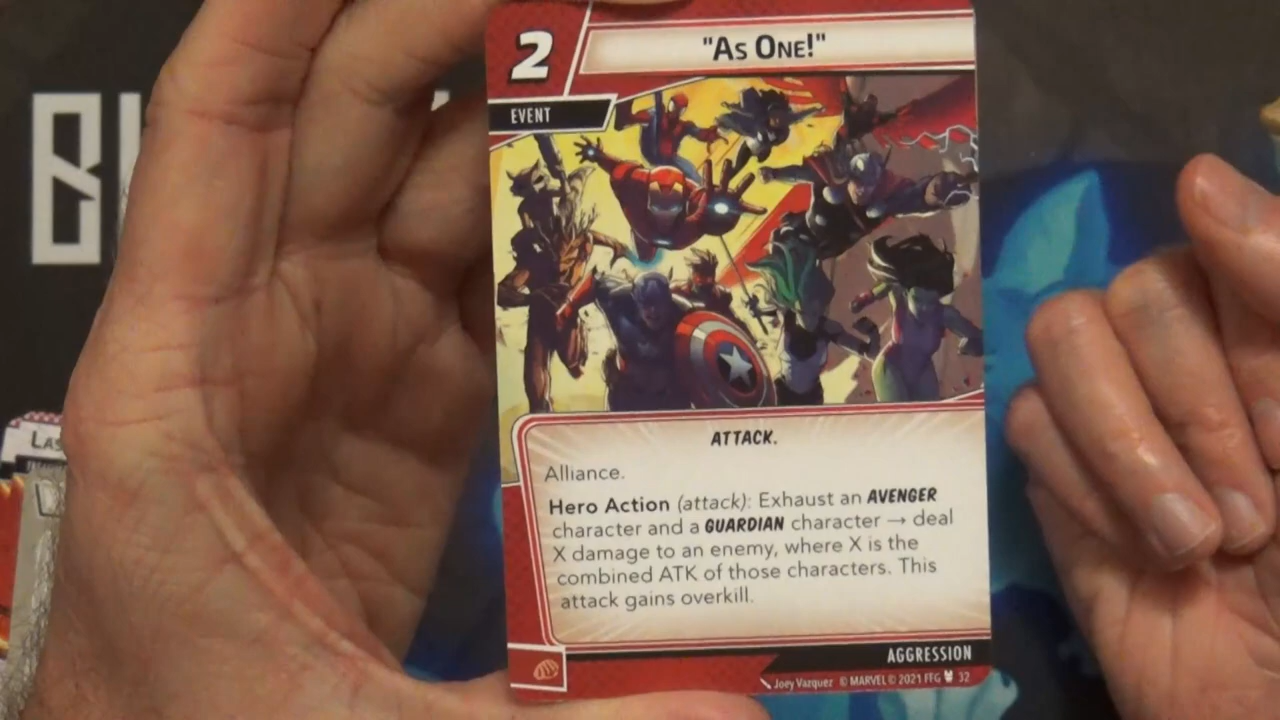 2
"As One!"
EVENT
ATTACK.
Alliance.
Hero Action (attack): Exhaust an AVENGER
character and a GUARDIAN character → deal
X damage to an enemy, where X is the
combined ATK of those characters. This
attack gains overkill.
AGGRESSION
Joey Vazquez © MARVEL © 2021 FFG 32